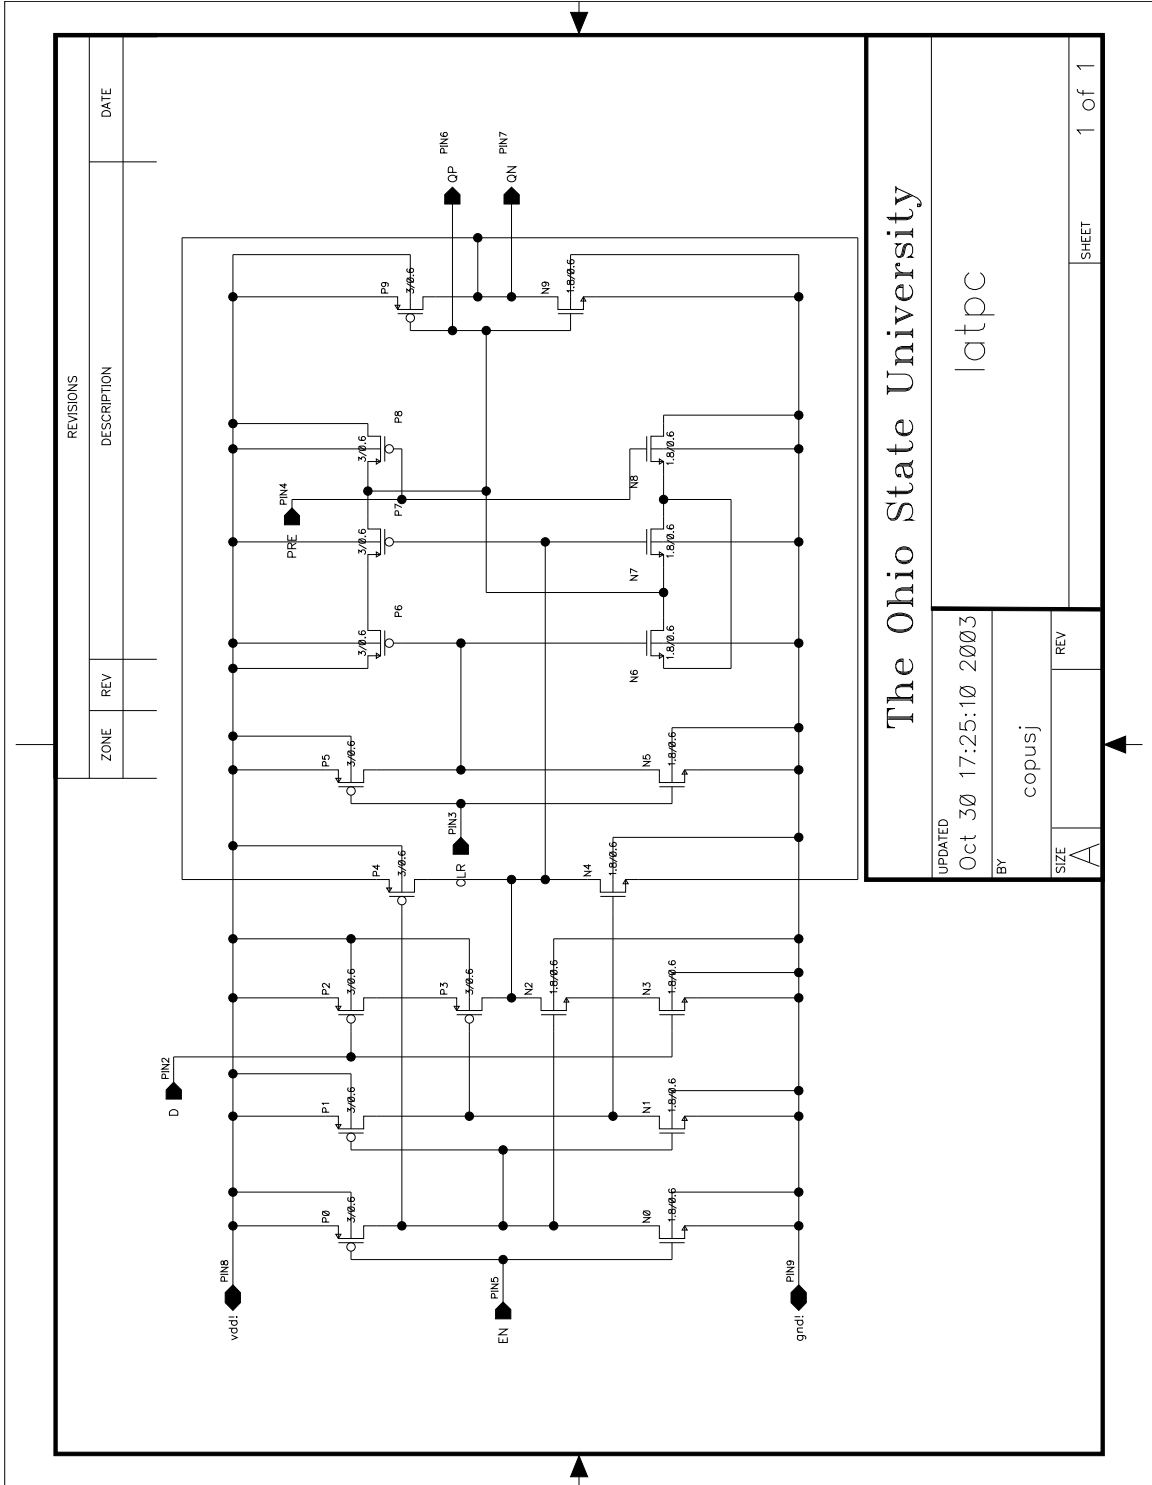 REVISIONS
ZONE
REV
DESCRIPTION
DATE
PIN8
vdd!
PIN5
EN
PIN9
gnd!
P0
3/0.6
N0
1.8/0.6
P1
3/0.6
N1
1.8/0.6
PIN2
D
P2
3/0.6
P3
3/0.6
N2
1.8/0.6
N3
1.8/0.6
P4
3/0.6
N4
1.8/0.6
PIN3
CLR
P5
3/0.6
N5
1.8/0.6
P6
3/0.6
N6
1.8/0.6
P7
3/0.6
N7
1.8/0.6
PIN4
PRE
P8
3/0.6
N8
1.8/0.6
P9
3/0.6
N9
1.8/0.6
QP
PIN6
QN
PIN7
The Ohio State University
UPDATED
Oct 30 17:25:10 2003
latpc
BY
copusj
SIZE
A
REV
SHEET
1 of 1